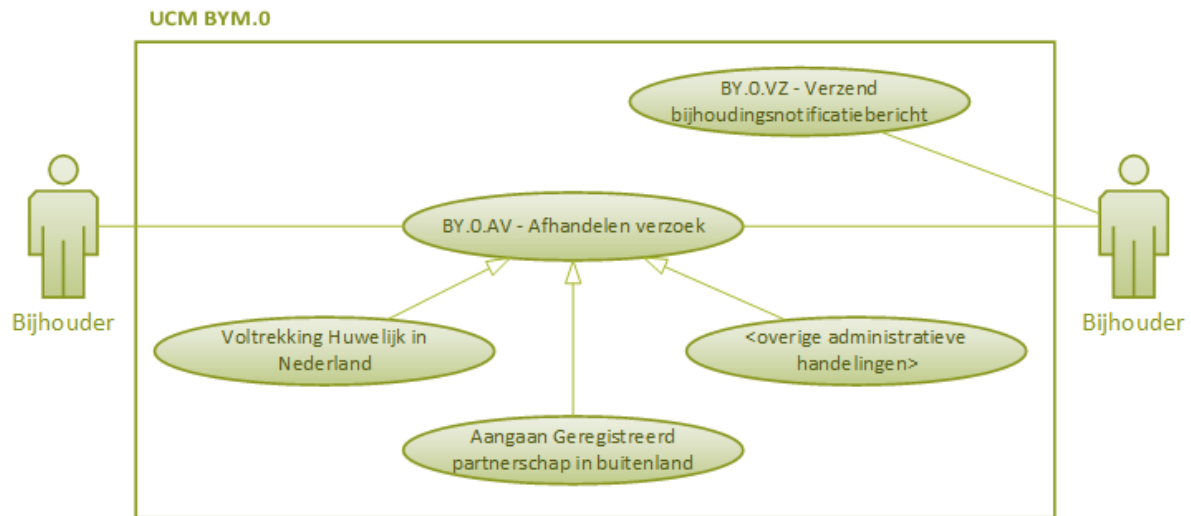 UCM BYM.0
BY.0.VZ - Verzend
bijhoudingsnotificatiebericht
BY.0.AV - Afhandelen verzoek
Bijhouder
Bijhouder
Voltrekking Huwelijk in
Nederland
<overige administratieve
handelingen>
Aangaan Geregistreerd
partnerschap in buitenland